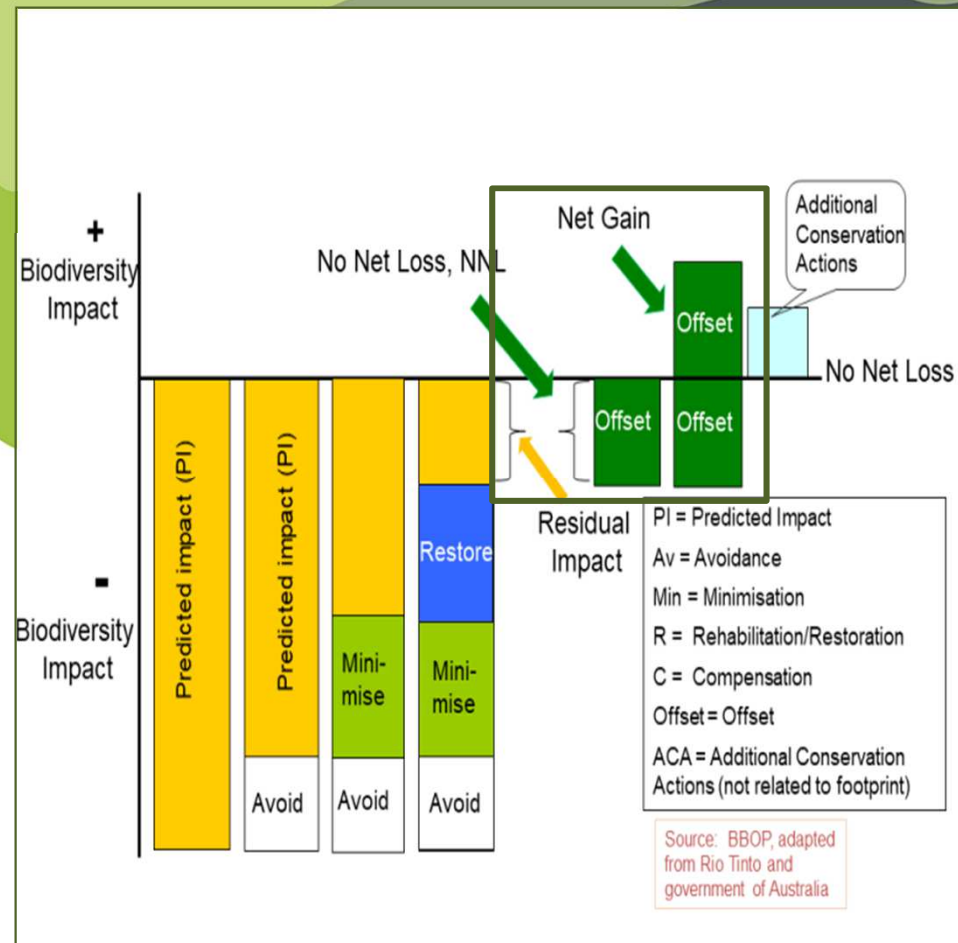 +
Biodiversity
Impact
-
Biodiversity
Impact
No Net Loss, NNL
Net Gain
Additional
Conservation
Actions
No Net Loss
Predicted impact (PI)
Predicted impact (PI)
Avoid
Mini-
mise
Avoid
Restore
Mini-
mise
Avoid
Residual
Impact
Offset
Offset
Offset
PI = Predicted Impact
Av = Avoidance
Min = Minimisation
R = Rehabilitation/Restoration
C = Compensation
Offset = Offset
ACA = Additional Conservation
Actions (not related to footprint)
Source: BBOP, adapted
from Rio Tinto and
government of Australia